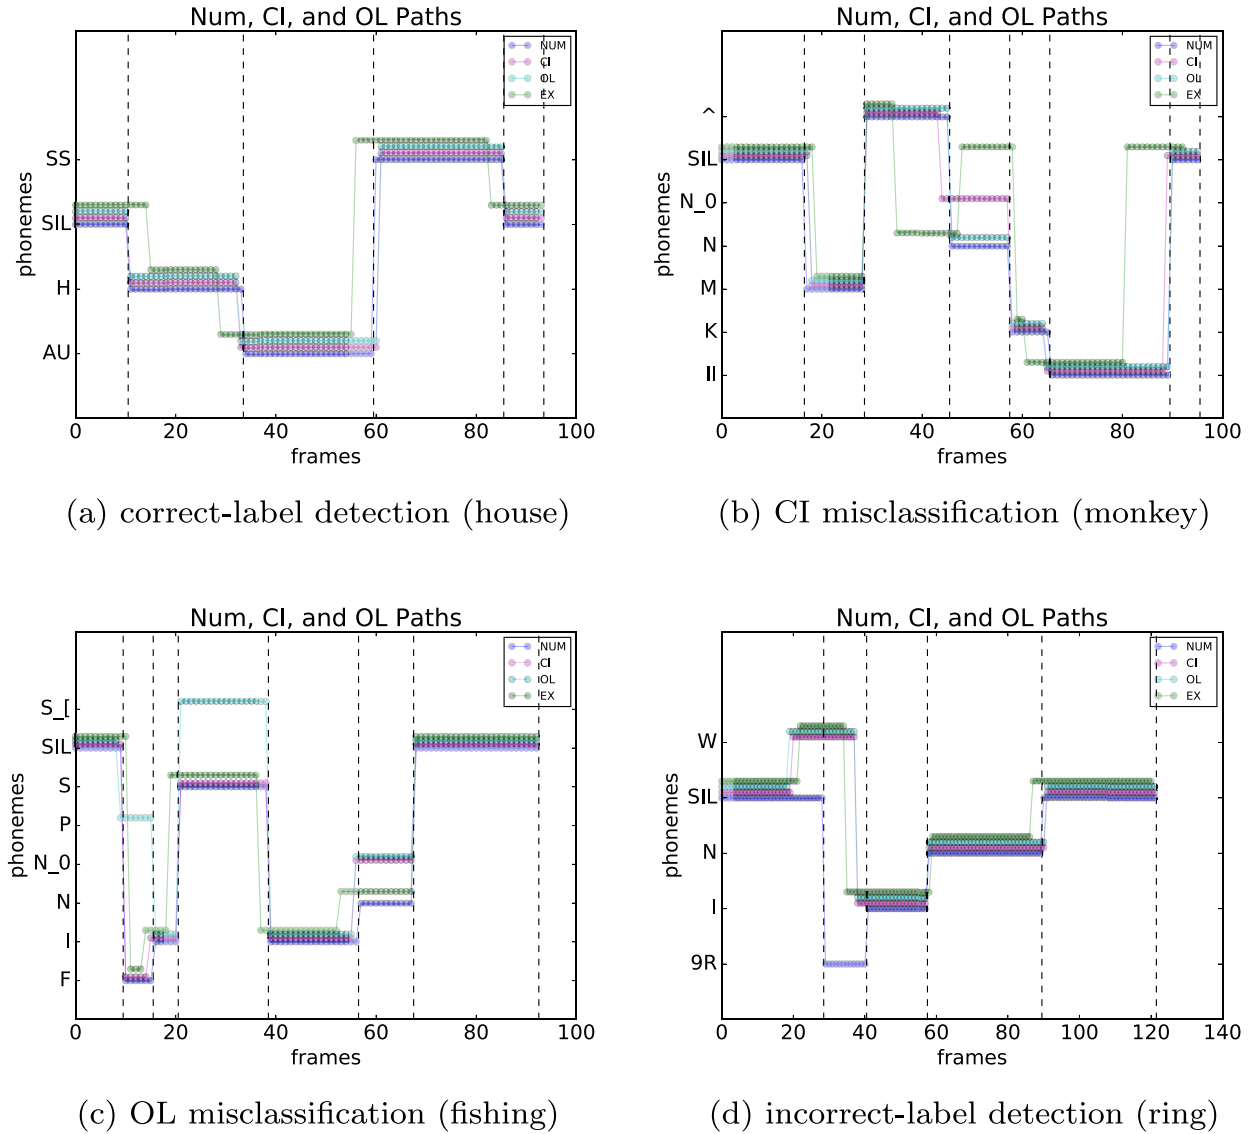 Num, CI, and OL Paths
NUM
CI
OL
EX
SS
SIL
H
AU
phonemes
0 20 40 60 80 100
frames
(a) correct-label detection (house)
Num, CI, and OL Paths
NUM
CI
OL
EX
^
SIL
N_0
N
M
K
II
phonemes
0 20 40 60 80 100
frames
(b) CI misclassification (monkey)
Num, CI, and OL Paths
NUM
CI
OL
EX
S_[
SIL
S
P
N_0
N
I
F
phonemes
0 20 40 60 80 100
frames
(c) OL misclassification (fishing)
Num, CI, and OL Paths
NUM
CI
OL
EX
W
SIL
N
I
9R
phonemes
0 20 40 60 80 100 120 140
frames
(d) incorrect-label detection (ring)